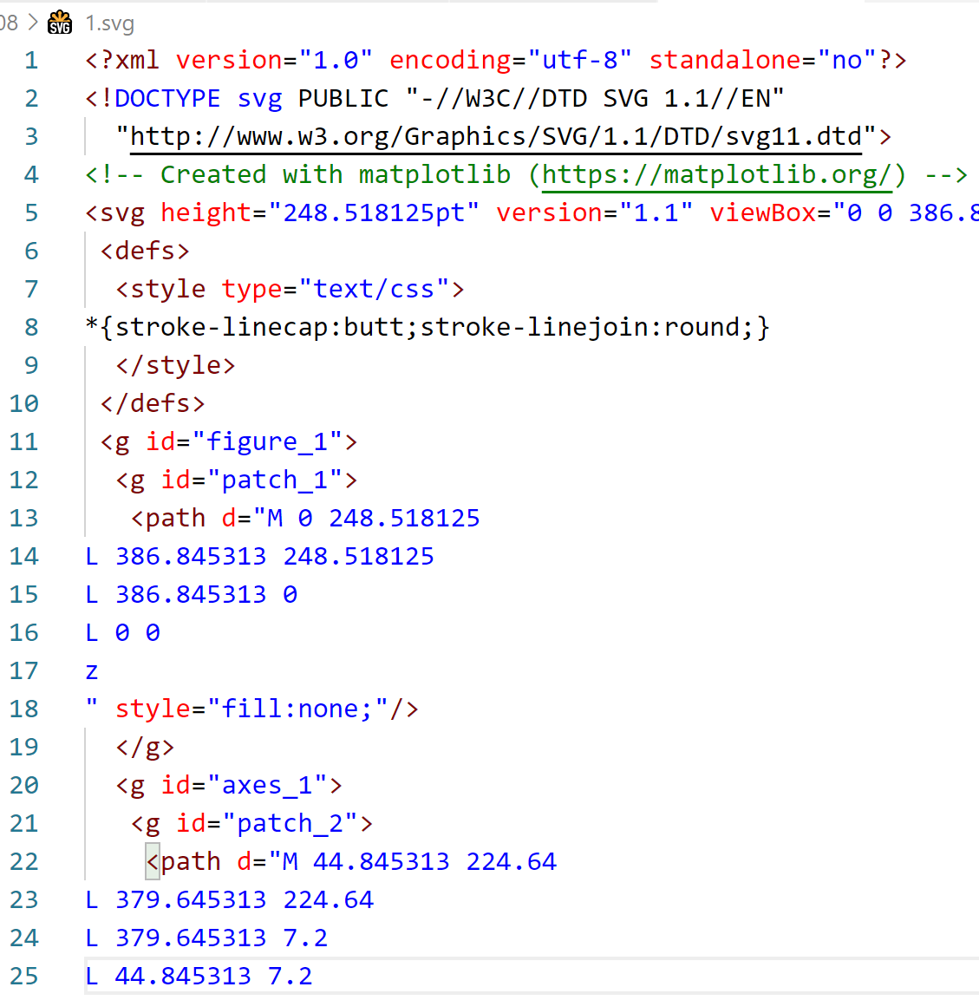 08 > SVG 1.svg
1 <?xml version="1.0" encoding="utf-8" standalone="no"?>
2 <!DOCTYPE svg PUBLIC "-//W3C//DTD SVG 1.1//EN"
3 "http://www.w3.org/Graphics/SVG/1.1/DTD/svg11.dtd">
4 <!-- Created with matplotlib (https://matplotlib.org/) -->
5 <svg height="248.518125pt" version="1.1" viewBox="0 0 386.8
6 <defs>
7 <style type="text/css">
8 *{stroke-linecap:butt;stroke-linejoin:round;}
9 </style>
10 </defs>
11 <g id="figure_1">
12 <g id="patch_1">
13 <path d="M 0 248.518125
14 L 386.845313 248.518125
15 L 386.845313 0
16 L 0 0
17 z
18 " style="fill:none;"/>
19 </g>
20 <g id="axes_1">
21 <g id="patch_2">
22 <path d="M 44.845313 224.64
23 L 379.645313 224.64
24 L 379.645313 7.2
25 L 44.845313 7.2